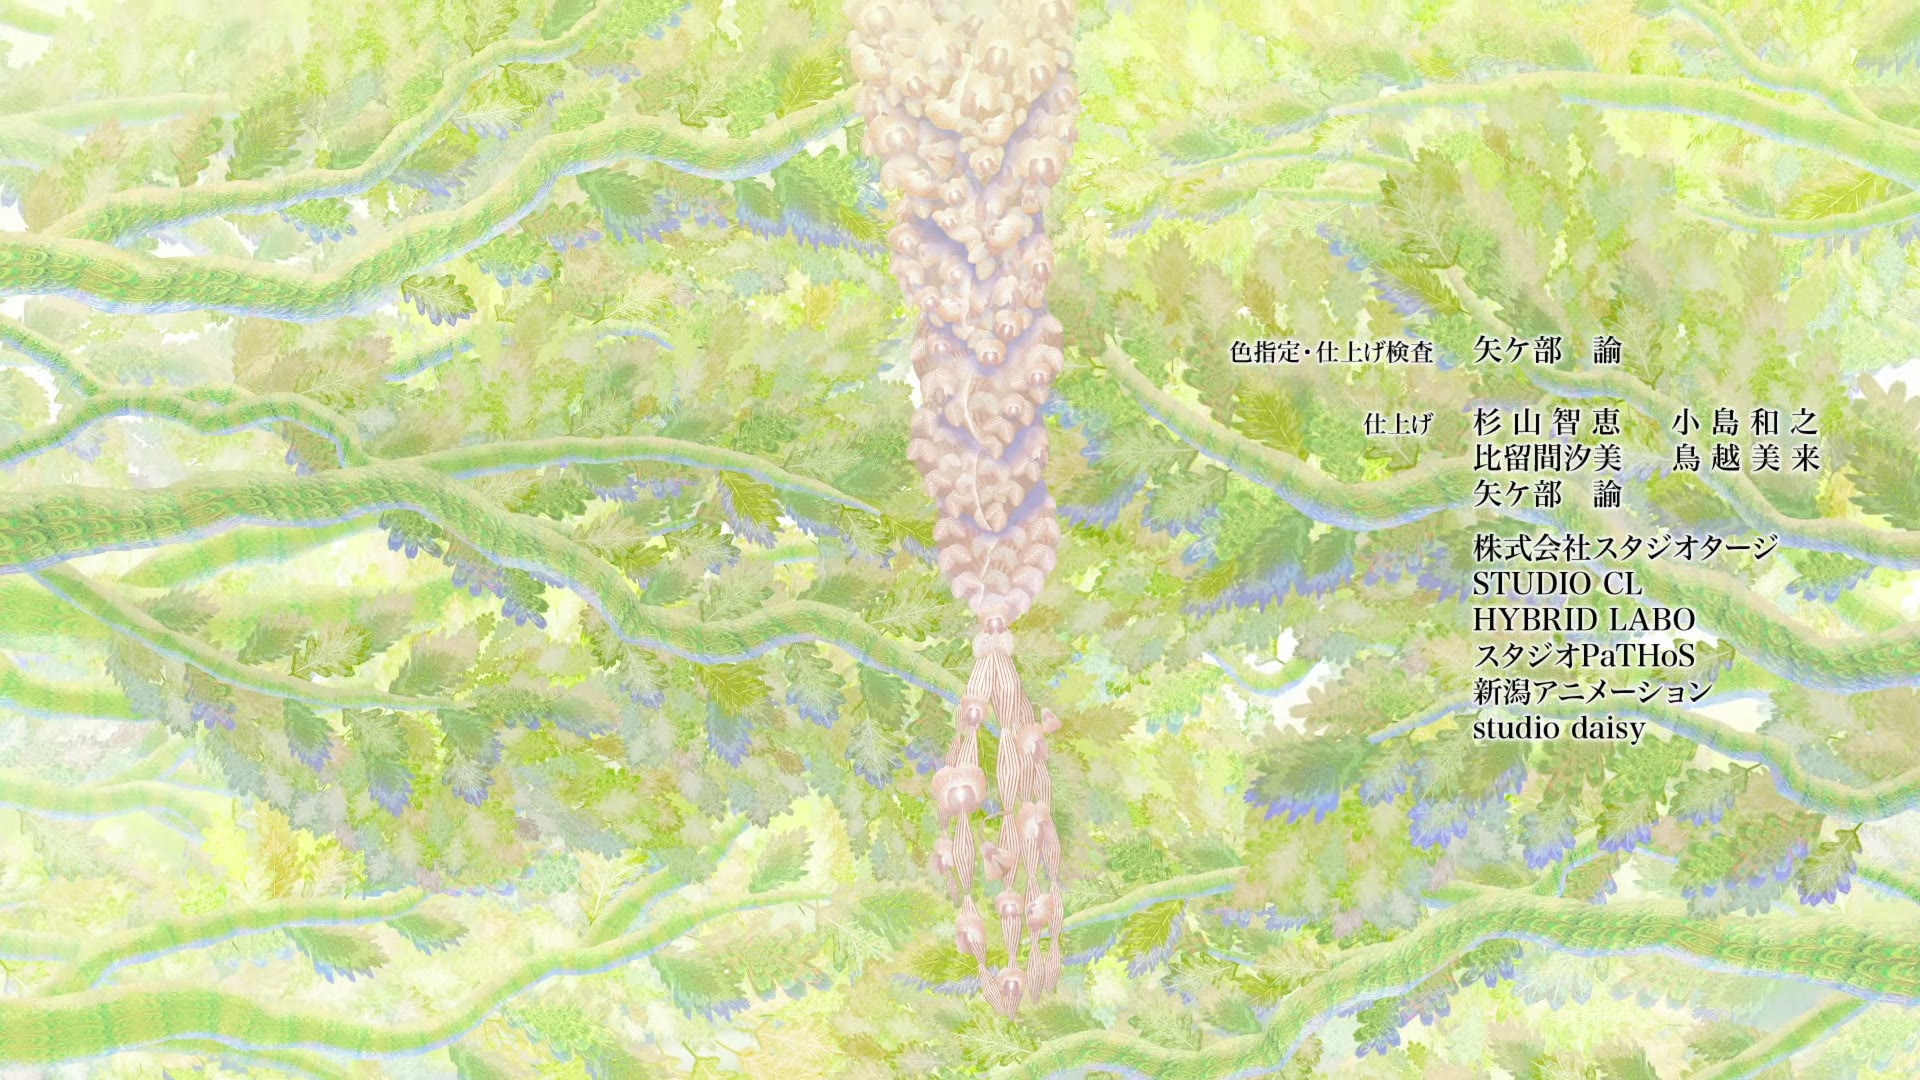 色指定・仕上げ検査 矢ケ部 諭
仕上げ 杉山智恵 小島和之
比留間汐美 鳥越美来
矢ケ部 諭
株式会社スタジオタージ
STUDIO CL
HYBRID LABO
スタジオPaTHoS
新潟アニメーション
studio daisy